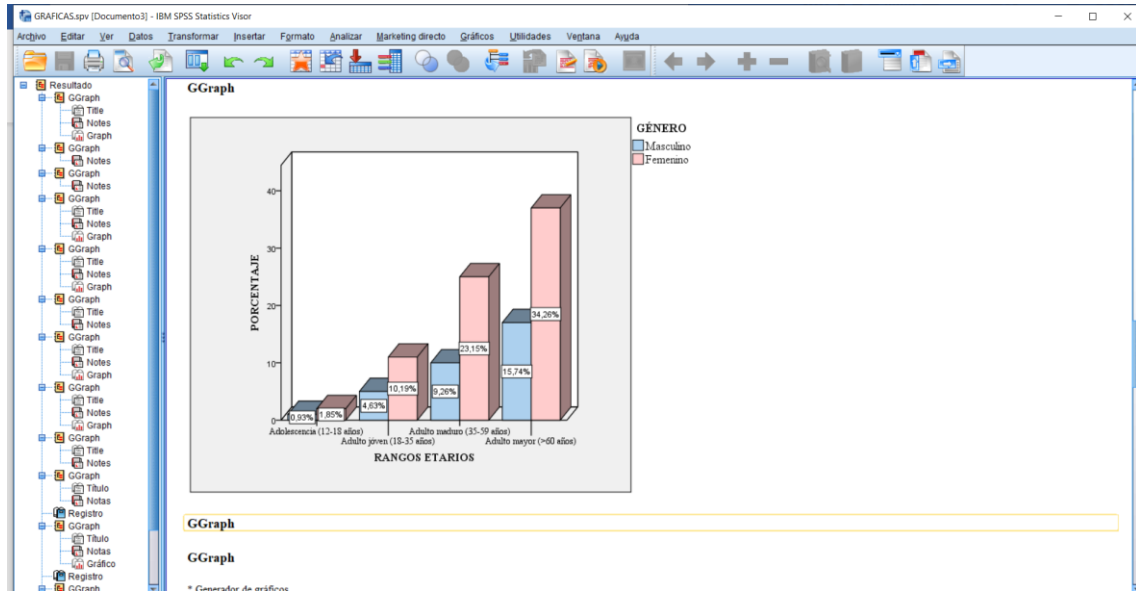 GRAFICAS.spv [Documento3] - IBM SPSS Statistics Visor
Archivo Editar Ver Datos Transformar Insertar Formato Analizar Marketing directo Gráficos Utilidades Ventana Ayuda
Resultado
GGraph
Title
Notes
Graph
GGraph
Notes
GGraph
Notes
GGraph
Title
Notes
Graph
GGraph
Title
Notes
Graph
GGraph
Title
Notes
GGraph
Title
Notes
Graph
GGraph
Title
Notes
Graph
GGraph
Title
Notes
GGraph
Título
Notas
Registro
GGraph
Título
Notas
Gráfico
Registro
GGraph
GGraph
GÉNERO
Masculino
Femenino
PORCENTAJE
40
30
20
10
0
0,93%
1,85%
4,63%
10,19%
9,26%
23,15%
15,74%
34,26%
Adolescencia (12-18 años)
Adulto jóven (18-35 años)
Adulto maduro (35-59 años)
Adulto mayor (>60 años)
RANGOS ETARIOS
GGraph
GGraph
* Generador de gráficos